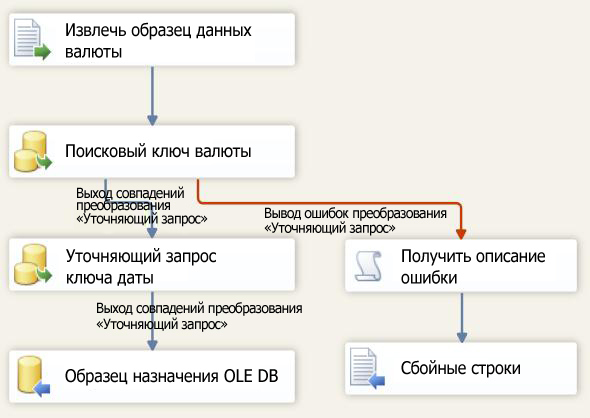 Извлечь образец данных
валюты
Поисковый ключ валюты
Выход совпадений
преобразования
«Уточняющий запрос»
Вывод ошибок преобразования
«Уточняющий запрос»
Уточняющий запрос
ключа даты
Получить описание
ошибки
Выход совпадений преобразования
«Уточняющий запрос»
Образец назначения OLE DB
Сбойные строки